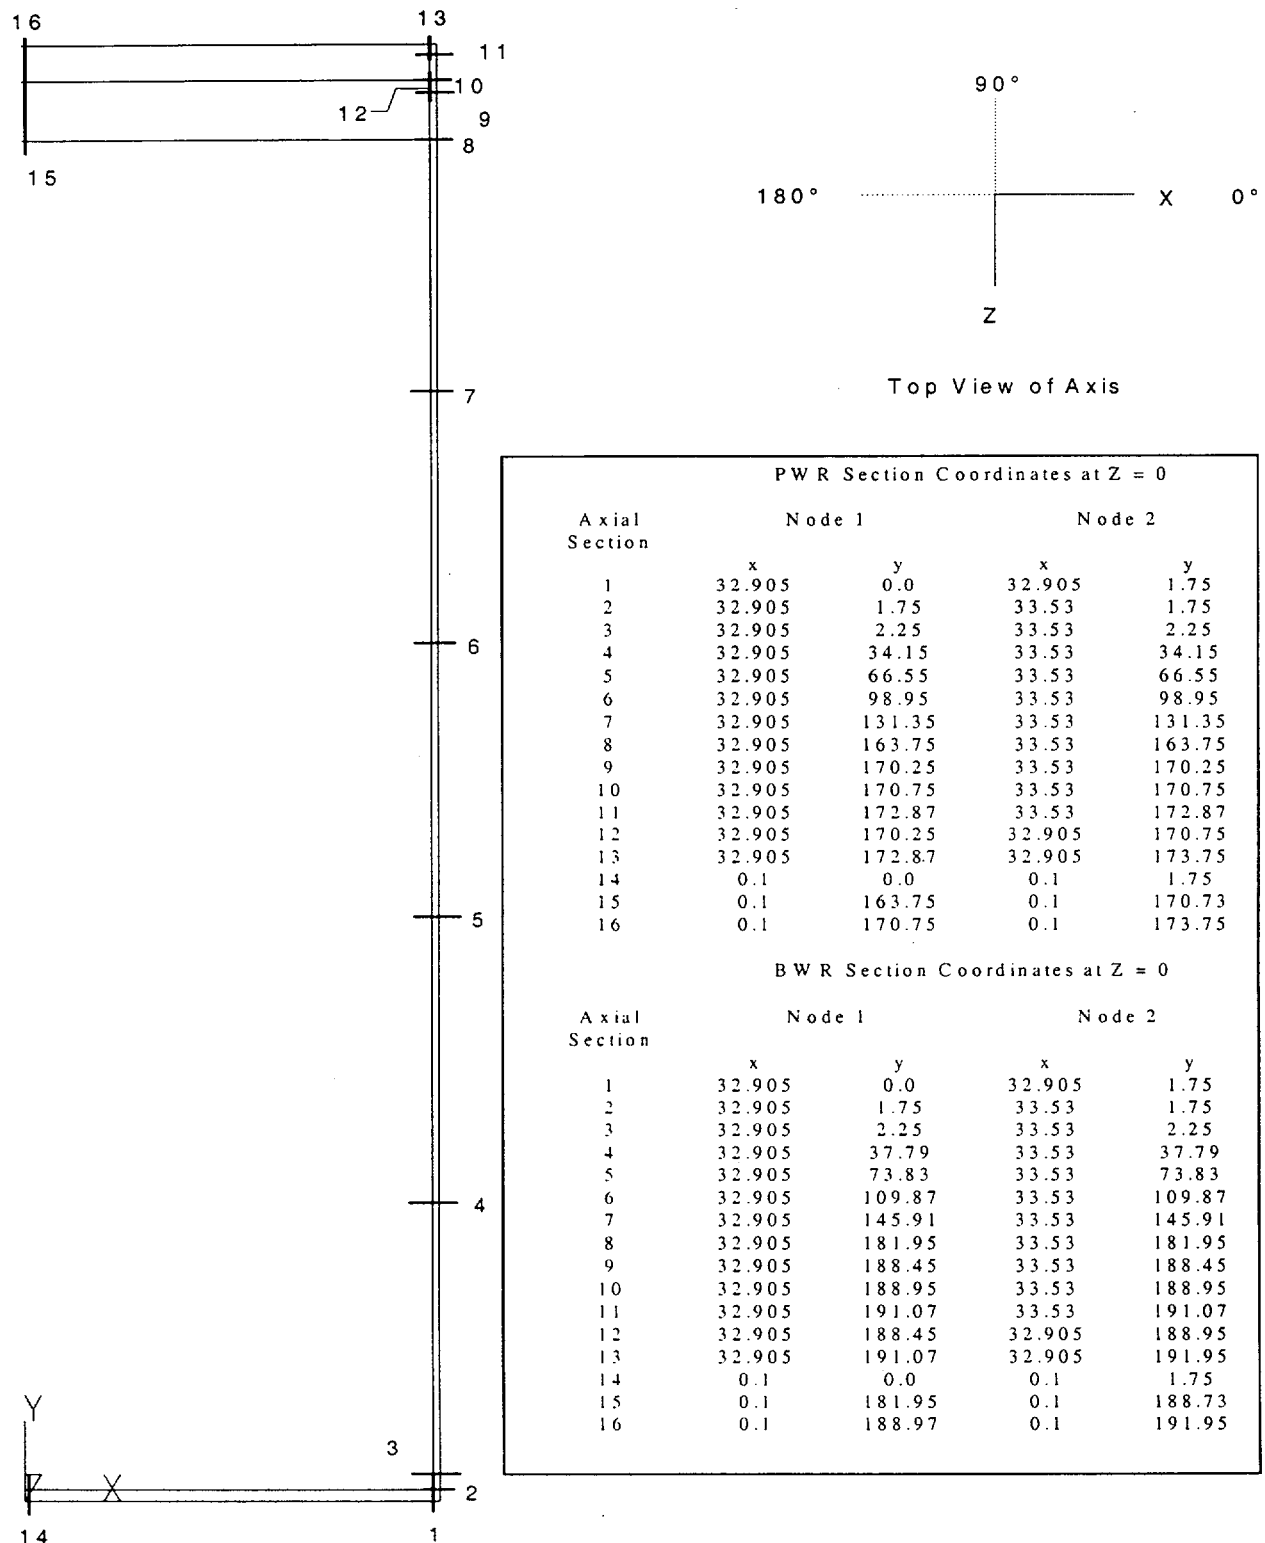 16
13
11
10
12
9
8
15
7
6
5
4
3
2
1
14
Y
Z
X
90°
180°
X
0°
Z
Top View of Axis
PWR Section Coordinates at Z = 0
Axial Section Node 1 Node 2
x y x y
1 32.905 0.0 32.905 1.75
2 32.905 1.75 33.53 1.75
3 32.905 2.25 33.53 2.25
4 32.905 34.15 33.53 34.15
5 32.905 66.55 33.53 66.55
6 32.905 98.95 33.53 98.95
7 32.905 131.35 33.53 131.35
8 32.905 163.75 33.53 163.75
9 32.905 170.25 33.53 170.25
10 32.905 170.75 33.53 170.75
11 32.905 172.87 33.53 172.87
12 32.905 170.25 32.905 170.75
13 32.905 172.87 32.905 173.75
14 0.1 0.0 0.1 1.75
15 0.1 163.75 0.1 170.73
16 0.1 170.75 0.1 173.75
BWR Section Coordinates at Z = 0
Axial Section Node 1 Node 2
x y x y
1 32.905 0.0 32.905 1.75
2 32.905 1.75 33.53 1.75
3 32.905 2.25 33.53 2.25
4 32.905 37.79 33.53 37.79
5 32.905 73.83 33.53 73.83
6 32.905 109.87 33.53 109.87
7 32.905 145.91 33.53 145.91
8 32.905 181.95 33.53 181.95
9 32.905 188.45 33.53 188.45
10 32.905 188.95 33.53 188.95
11 32.905 191.07 33.53 191.07
12 32.905 188.45 32.905 188.95
13 32.905 191.07 32.905 191.95
14 0.1 0.0 0.1 1.75
15 0.1 181.95 0.1 188.73
16 0.1 188.97 0.1 191.95